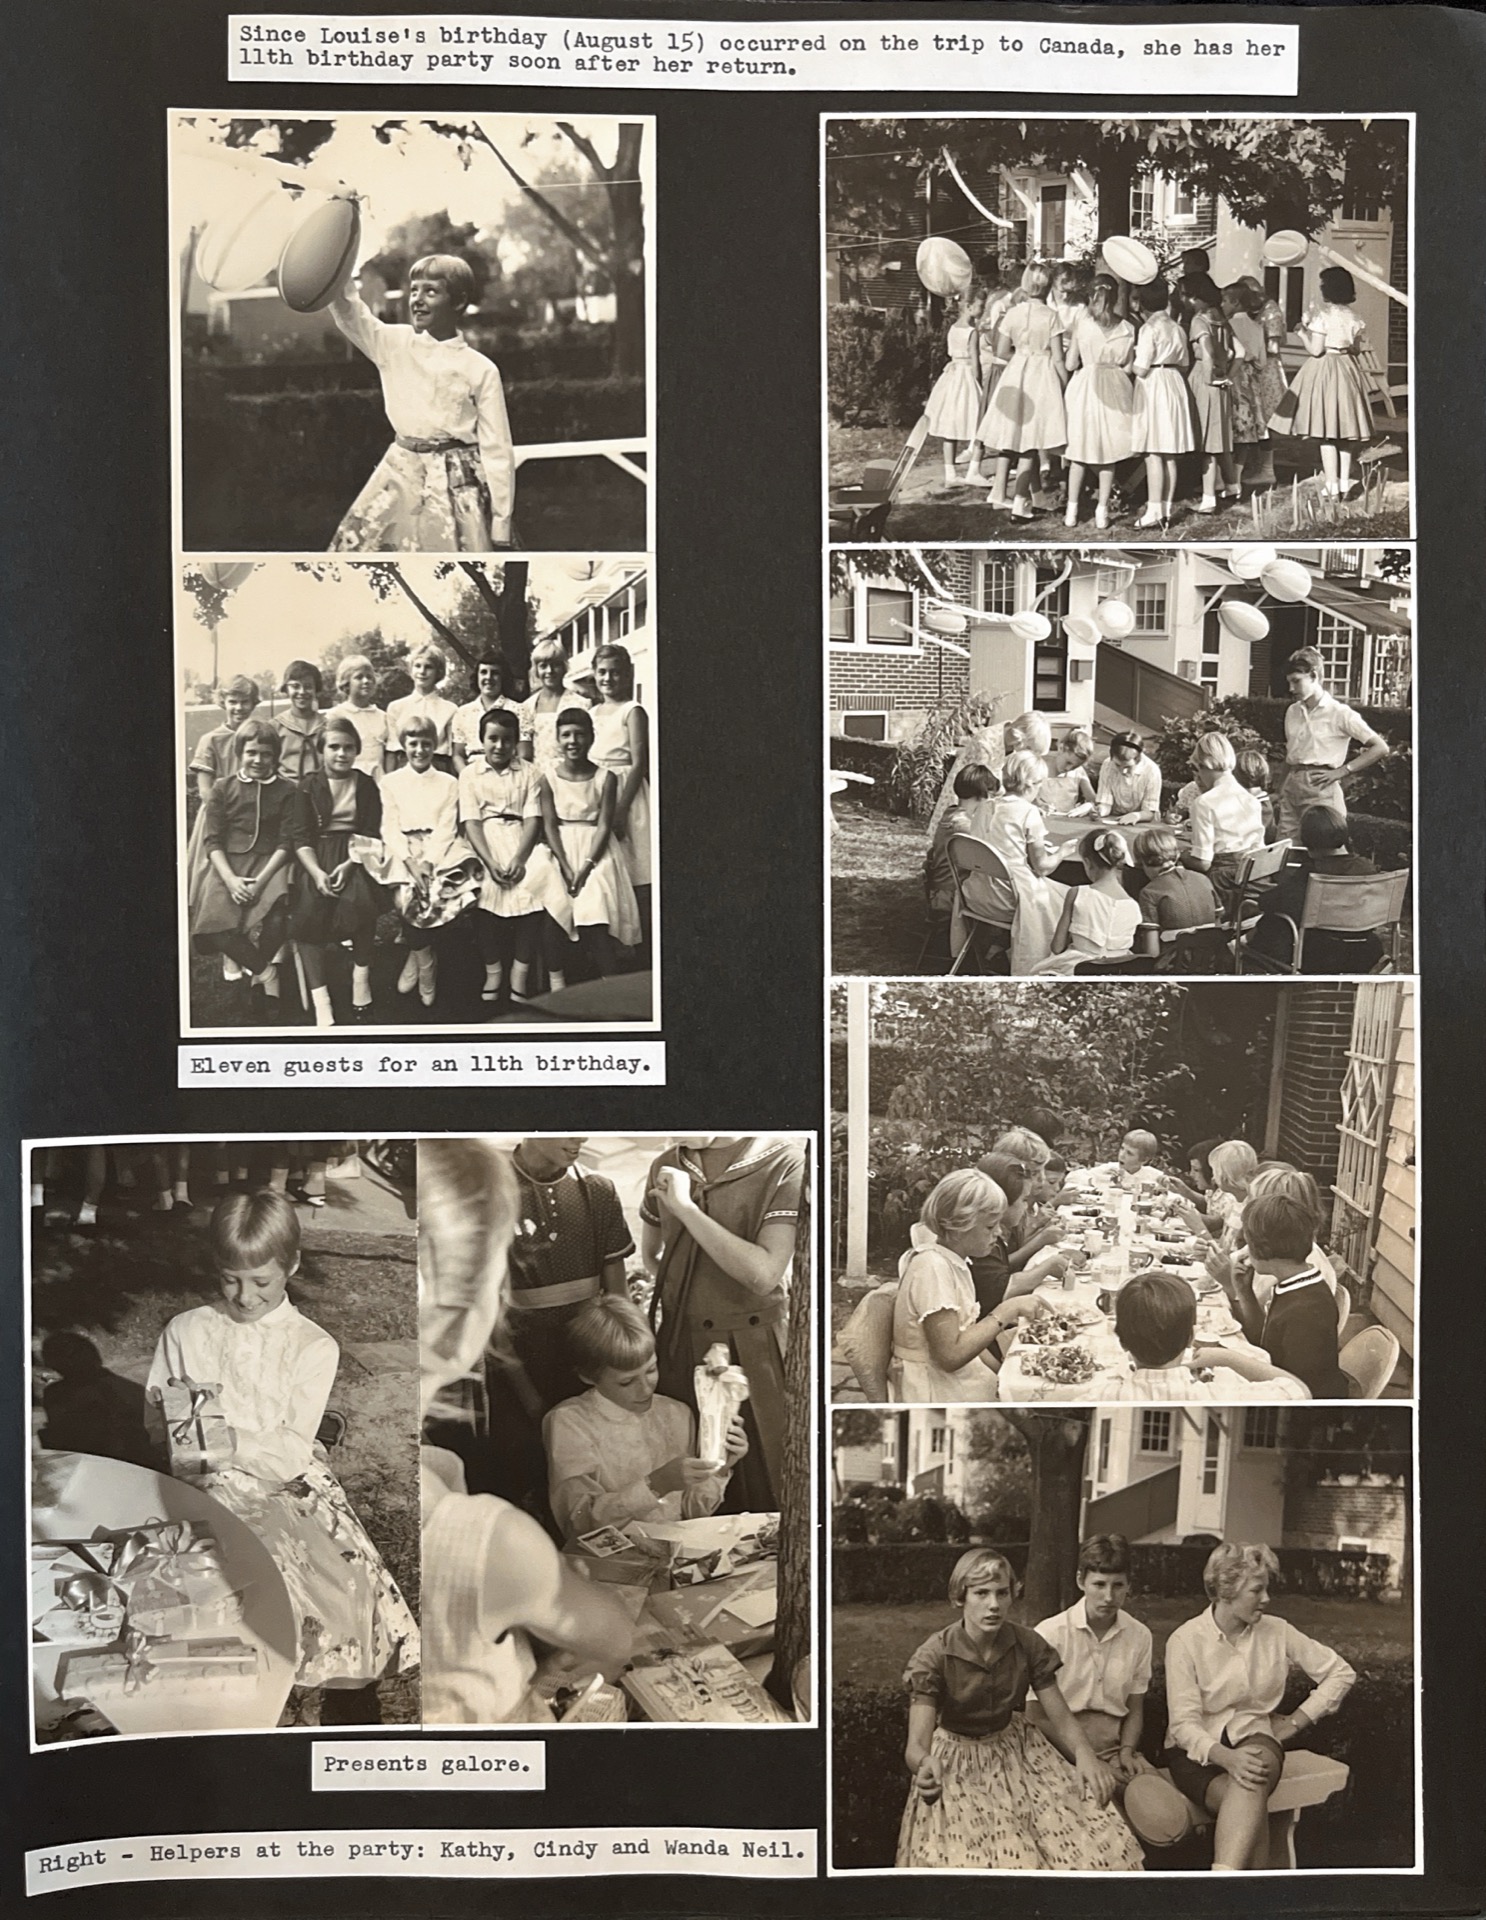 Since Louise's birthday (August 15) occurred on the trip to Canada, she has her
11th birthday party soon after her return.
Eleven guests for an 11th birthday.
Presents galore.
Right - Helpers at the party: Kathy, Cindy and Wanda Neil.